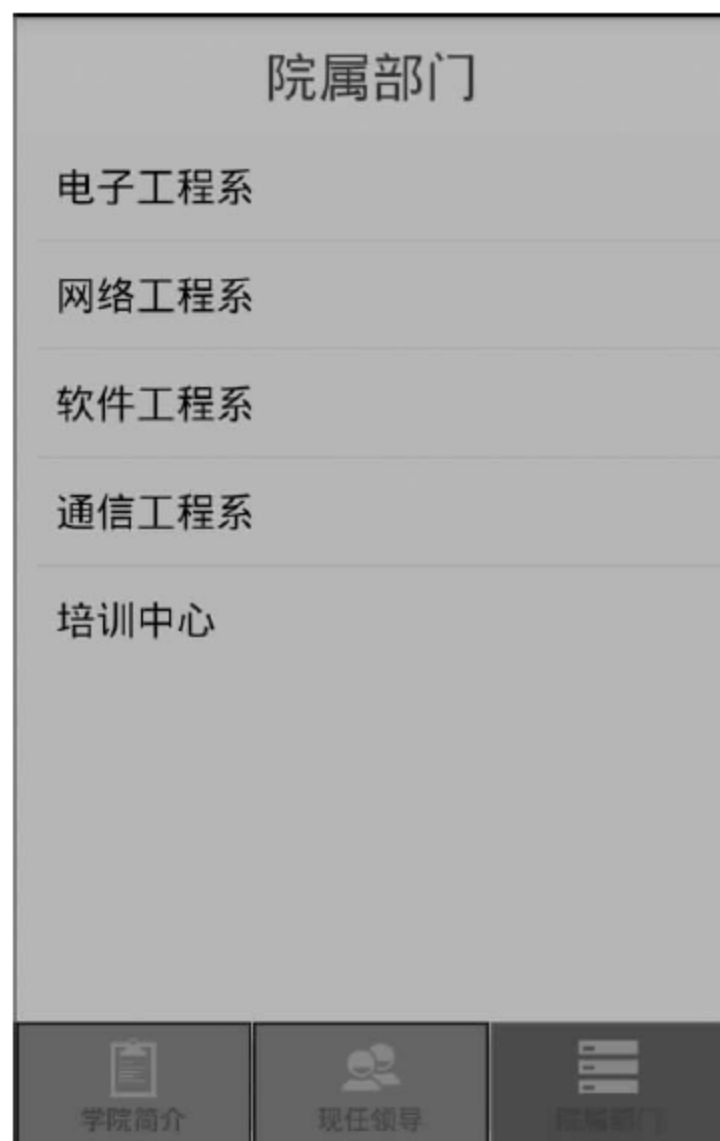 院属部门
电子工程系
网络工程系
软件工程系
通信工程系
培训中心
学院简介 现任领导 院属部门